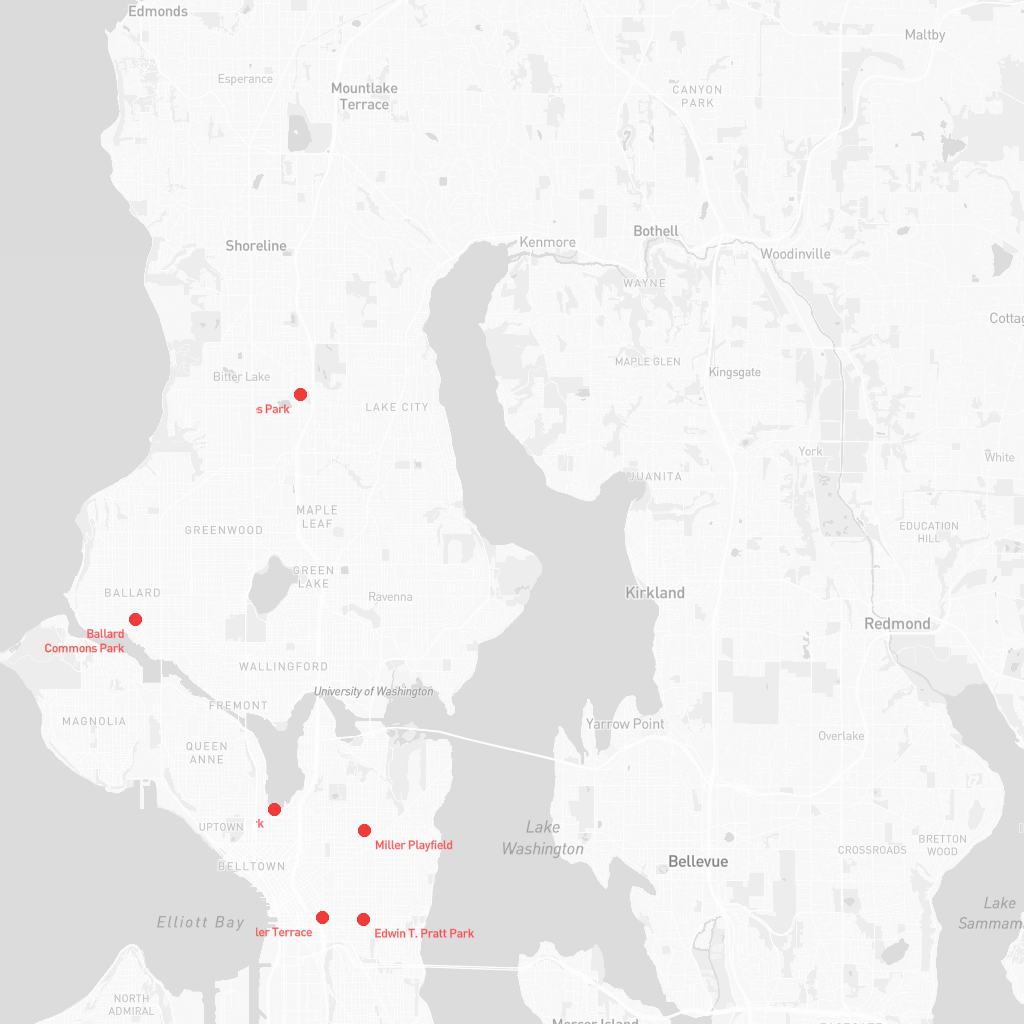 Edmonds
Maltby
Esperance
Mountlake
Terrace
CANYON
PARK
Shoreline
Kenmore
Bothell
Woodinville
WAYNE
Cottag
MAPLE GLEN
Kingsgate
Bitter Lake
s Park
LAKE CITY
York
White
JUANITA
MAPLE
LEAF
GREENWOOD
EDUCATION
HILL
GREEN
LAKE
BALLARD
Ravenna
Kirkland
Redmond
Ballard
Commons Park
WALLINGFORD
University of Washington
FREMONT
MAGNOLIA
Yarrow Point
Overlake
QUEEN
ANNE
UPTOWN
rk
Miller Playfield
Lake
Washington
BELLTOWN
Bellevue
CROSSROADS
BRETTON
WOOD
Elliott Bay
ler Terrace
Edwin T. Pratt Park
Lake
Sammam
NORTH
ADMIRAL
Mercer Island